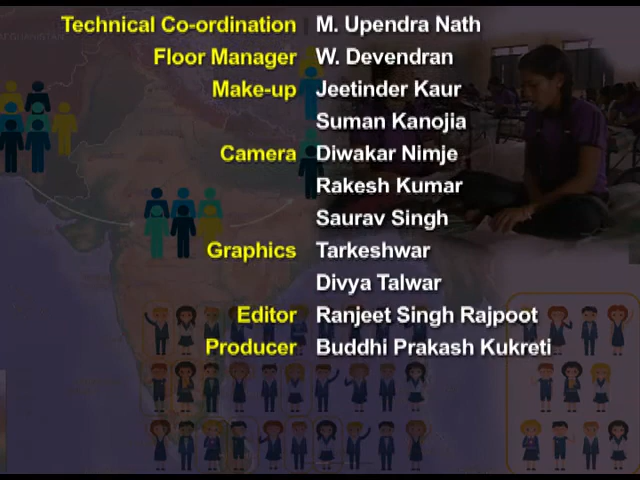 Technical Co-ordination M. Upendra Nath
Floor Manager W. Devendran
Make-up Jeetinder Kaur
Suman Kanojia
Camera Diwakar Nimje
Rakesh Kumar
Saurav Singh
Graphics Tarkeshwar
Divya Talwar
Editor Ranjeet Singh Rajpoot
Producer Buddhi Prakash Kukreti